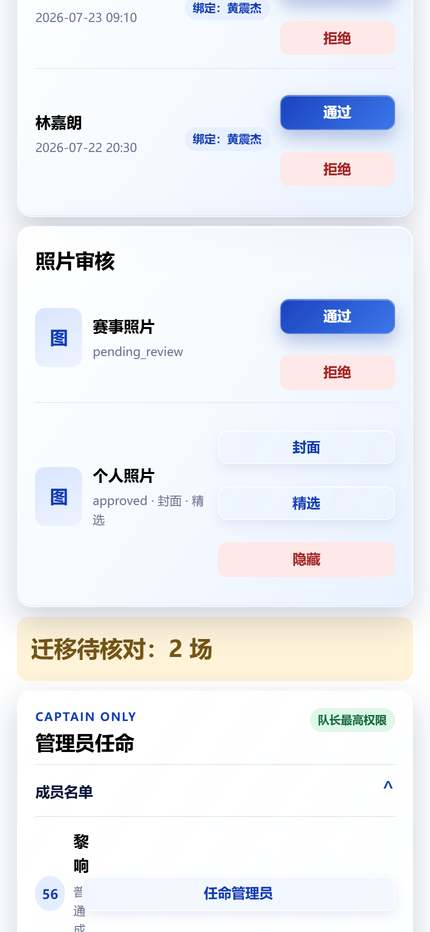 2026-07-23 09:10
绑定：黄震杰
拒绝
林嘉朗
2026-07-22 20:30
绑定：黄震杰
通过
拒绝
照片审核
图
赛事照片
pending_review
通过
拒绝
图
个人照片
approved · 封面 · 精
选
封面
精选
隐藏
迁移待核对：2 场
CAPTAIN ONLY
管理员任命
队长最高权限
成员名单
^
56
黎
响
普
通
成
任命管理员